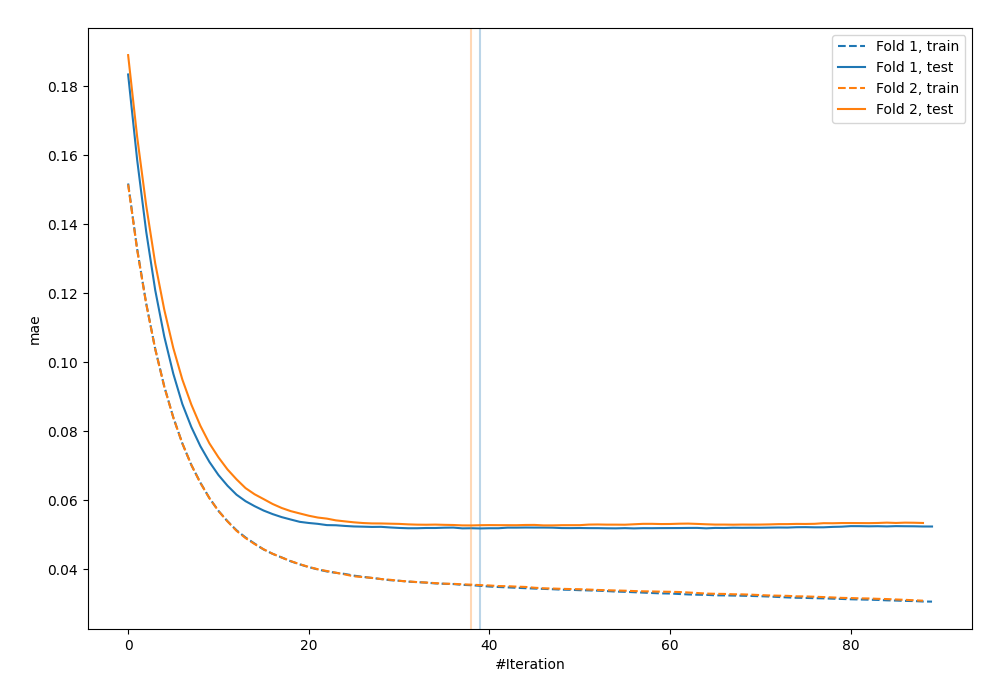 mae
0.18
0.16
0.14
0.12
0.10
0.08
0.06
0.04
0
20
40
60
80
#Iteration
Fold 1, train
Fold 1, test
Fold 2, train
Fold 2, test